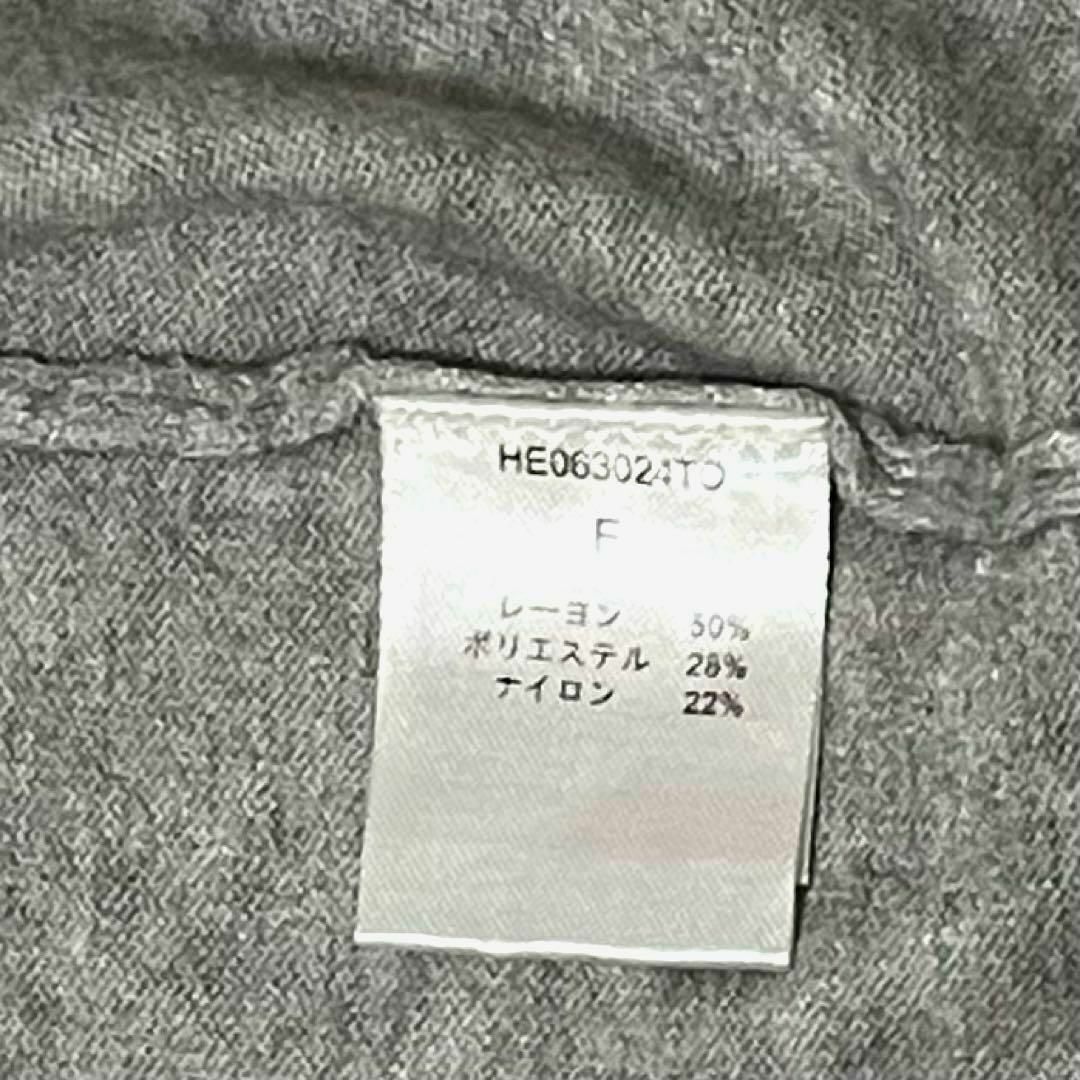 HE063024TO
F
レーヨン 50%
ポリエステル 28%
ナイロン 22%